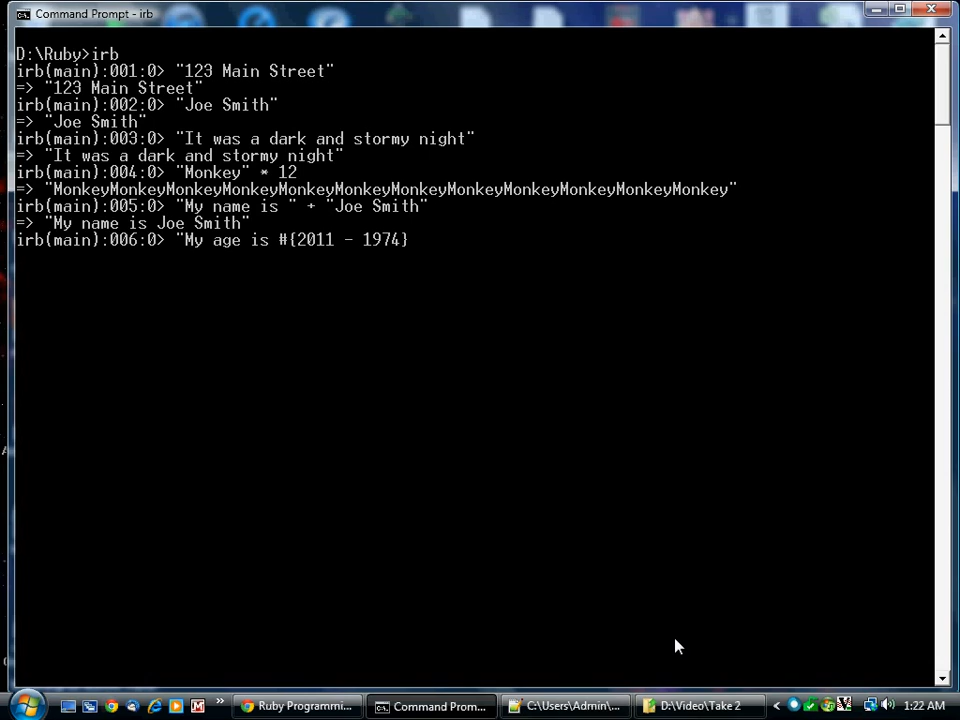 Command Prompt - irb
D:\Ruby>irb
irb(main):001:0> "123 Main Street"
=> "123 Main Street"
irb(main):002:0> "Joe Smith"
=> "Joe Smith"
irb(main):003:0> "It was a dark and stormy night"
=> "It was a dark and stormy night"
irb(main):004:0> "Monkey" * 12
=> "MonkeyMonkeyMonkeyMonkeyMonkeyMonkeyMonkeyMonkeyMonkeyMonkeyMonkeyMonkey"
irb(main):005:0> "My name is " + "Joe Smith"
=> "My name is Joe Smith"
irb(main):006:0> "My age is #{2011 - 1974}
Ruby Programmi... Command Prom... C:\Users\Admin\... D:\Video\Take 2 1:22 AM